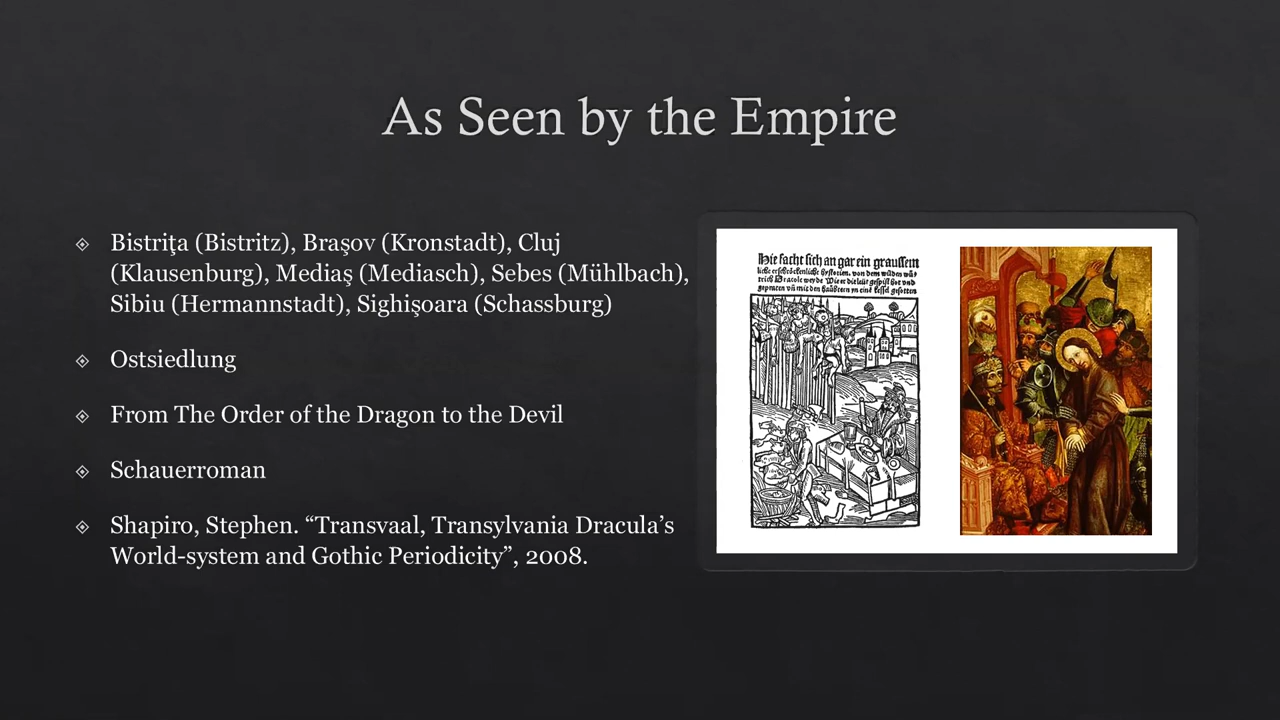 As Seen by the Empire
Bistriţa (Bistritz), Braşov (Kronstadt), Cluj
(Klausenburg), Mediaş (Mediasch), Sebes (Mühlbach),
Sibiu (Hermannstadt), Sighişoara (Schassburg)
Ostsiedlung
From The Order of the Dragon to the Devil
Schauerroman
Shapiro, Stephen. “Transvaal, Transylvania Dracula’s
World-system and Gothic Periodicity”, 2008.
Hie facht sich an gar ein graussem